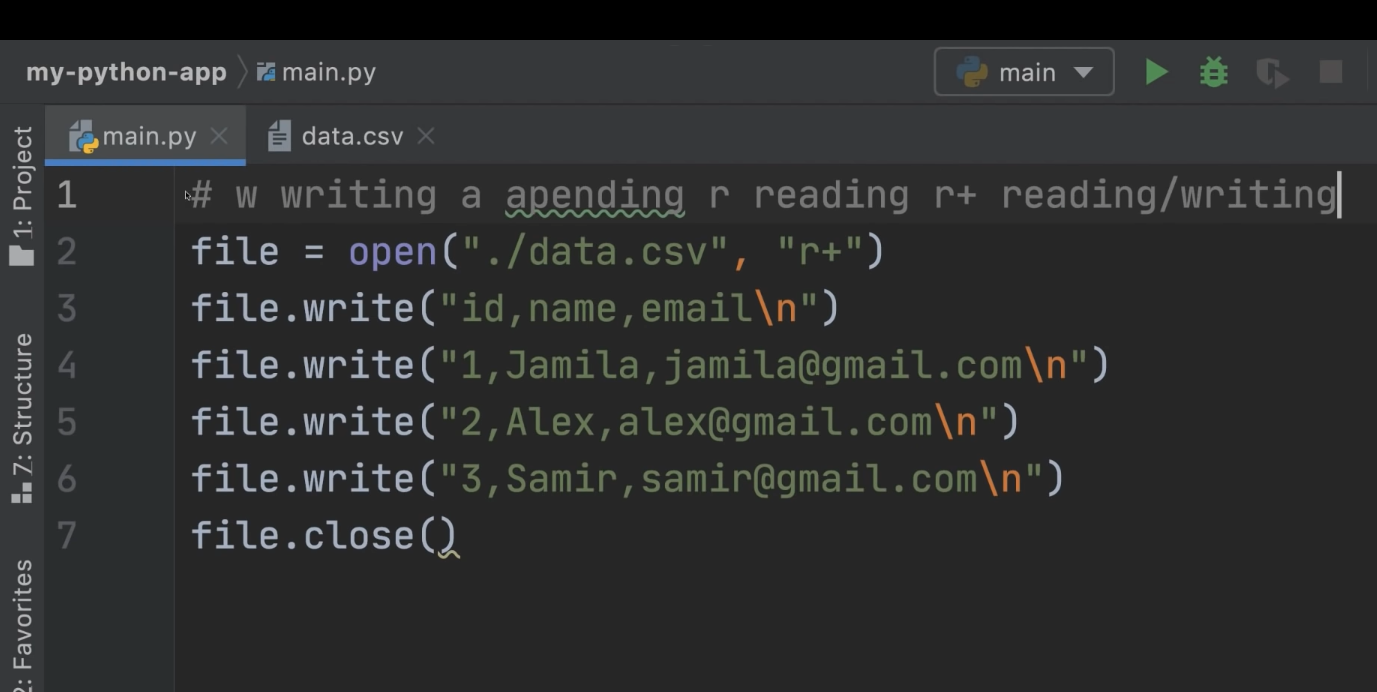 my-python-app main.py
main
main.py data.csv
1: Project
7: Structure
2: Favorites
1 # w writing a apending r reading r+ reading/writing
2 file = open("./data.csv", "r+")
3 file.write("id,name,email\n")
4 file.write("1,Jamila,jamila@gmail.com\n")
5 file.write("2,Alex,alex@gmail.com\n")
6 file.write("3,Samir,samir@gmail.com\n")
7 file.close()